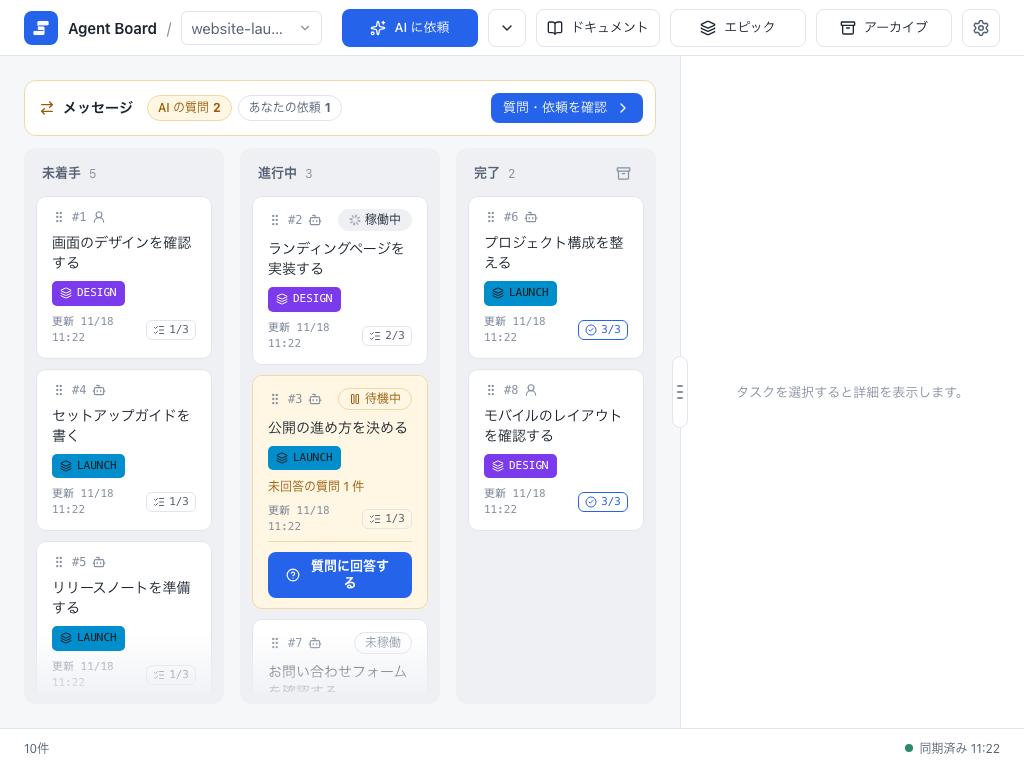 Agent Board / website-lau... AI に依頼 ドキュメント エピック アーカイブ
メッセージ AI の質問 2 あなたの依頼 1 質問・依頼を確認
未着手 5
#1
画面のデザインを確認
する
DESIGN
更新 11/18
11:22
1/3
#4
セットアップガイドを
書く
LAUNCH
更新 11/18
11:22
1/3
#5
リリースノートを準備
する
LAUNCH
更新 11/18
11:22
1/3
進行中 3
#2 稼働中
ランディングページを
実装する
DESIGN
更新 11/18
11:22
2/3
#3 待機中
公開の進め方を決める
LAUNCH
未回答の質問 1 件
更新 11/18
11:22
1/3
質問に回答す
る
#7 未稼働
お問い合わせフォーム
を確認する
完了 2
#6
プロジェクト構成を整
える
LAUNCH
更新 11/18
11:22
3/3
#8
モバイルのレイアウト
を確認する
DESIGN
更新 11/18
11:22
3/3
タスクを選択すると詳細を表示します。
10件
同期済み 11:22